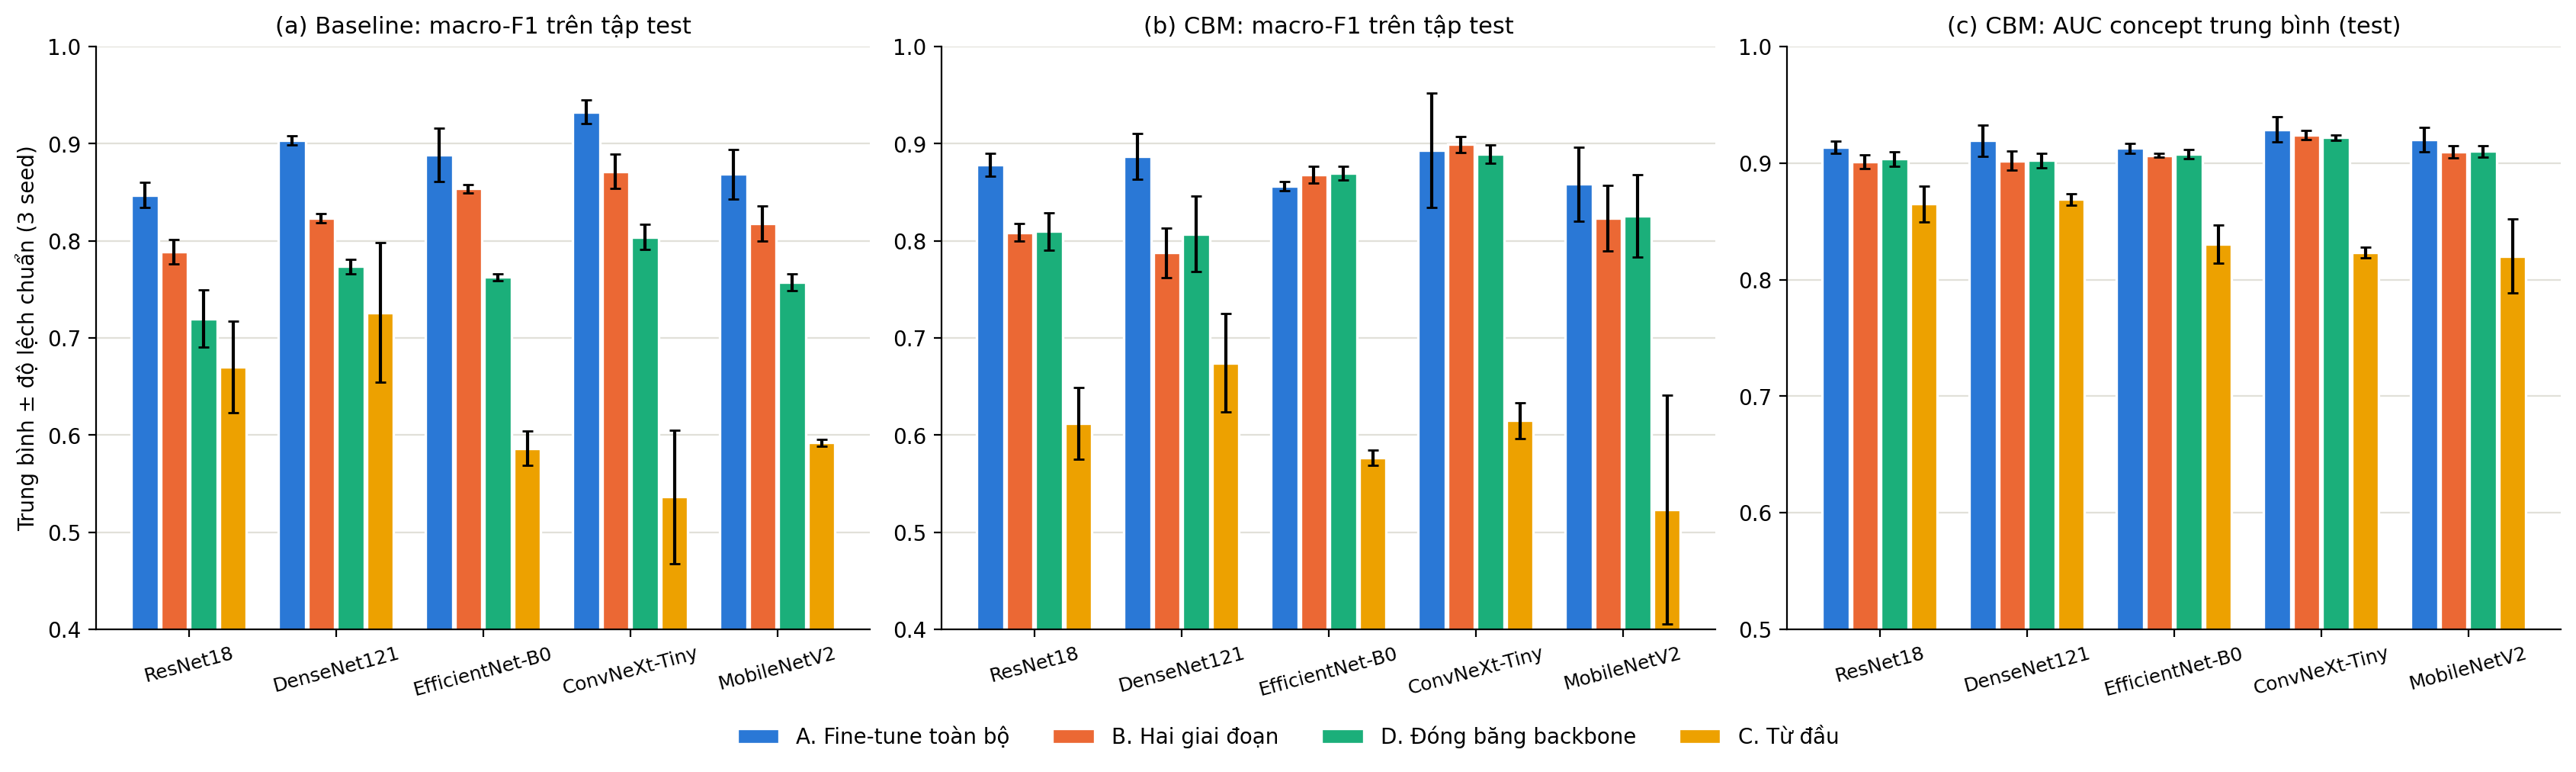 (a) Baseline: macro-F1 trên tập test
(b) CBM: macro-F1 trên tập test
(c) CBM: AUC concept trung bình (test)
Trung bình ± độ lệch chuẩn (3 seed)
1.0
0.9
0.8
0.7
0.6
0.5
0.4
ResNet18
DenseNet121
EfficientNet-B0
ConvNeXt-Tiny
MobileNetV2
1.0
0.9
0.8
0.7
0.6
0.5
0.4
ResNet18
DenseNet121
EfficientNet-B0
ConvNeXt-Tiny
MobileNetV2
1.0
0.9
0.8
0.7
0.6
0.5
ResNet18
DenseNet121
EfficientNet-B0
ConvNeXt-Tiny
MobileNetV2
A. Fine-tune toàn bộ
B. Hai giai đoạn
D. Đóng băng backbone
C. Từ đầu